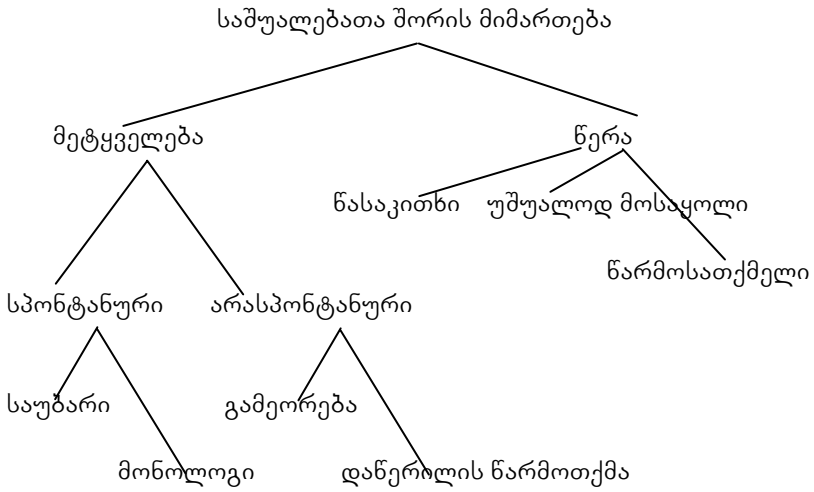 საშუალებათა შორის მიმართება
მეტყველება
წერა
წასაკითხი
უშუალოდ მოსაყოლი
წარმოსათქმელი
სპონტანური
არასპონტანური
საუბარი
გამეორება
მონოლოგი
დაწერილის წარმოთქმა